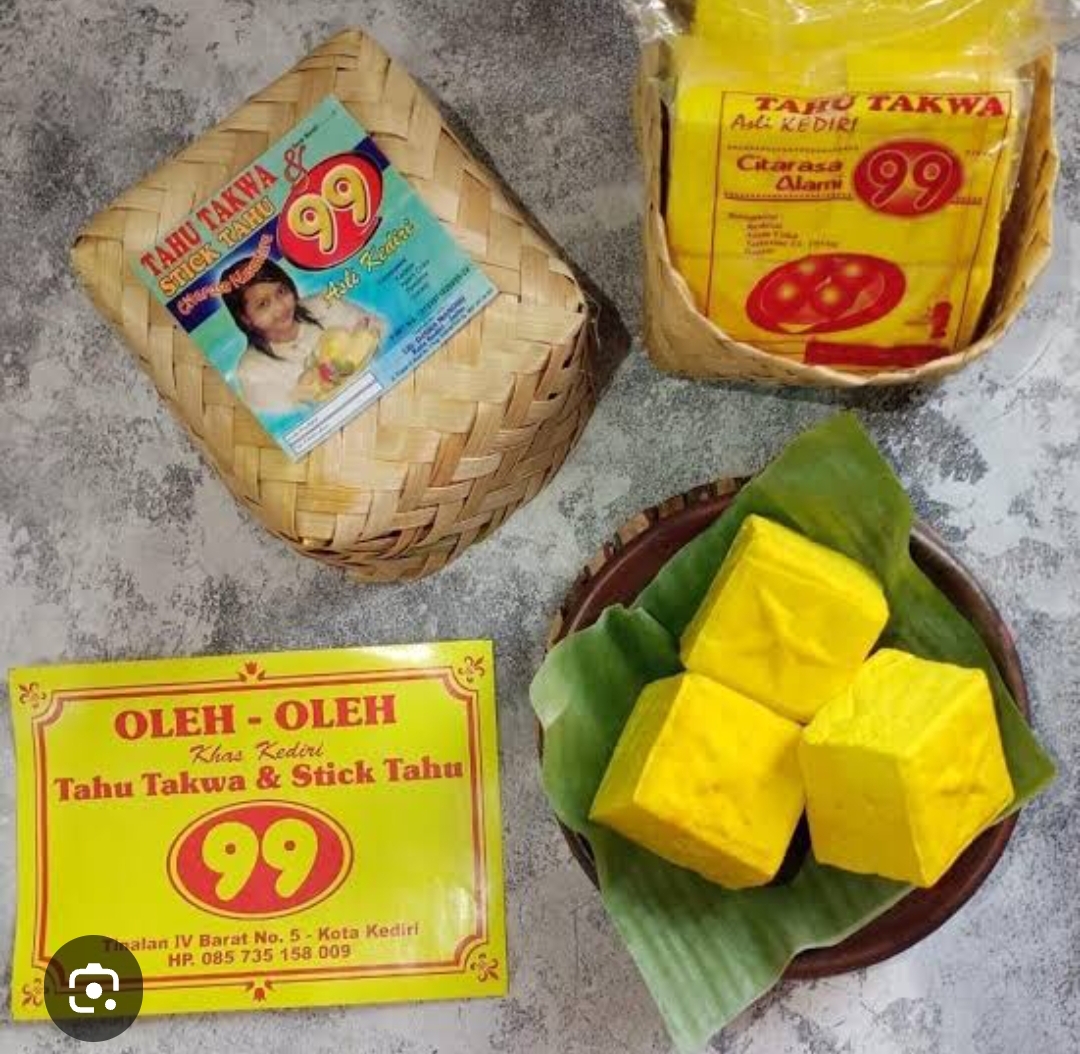 TAHU TAKWA &
STICK TAHU
99
Asli Kediri
TAHU TAKWA
Asli KEDIRI
Citarasa
Alami
99
OLEH - OLEH
Khas Kediri
Tahu Takwa & Stick Tahu
99
Tinalan IV Barat No. 5 - Kota Kediri
HP. 085 735 158 009